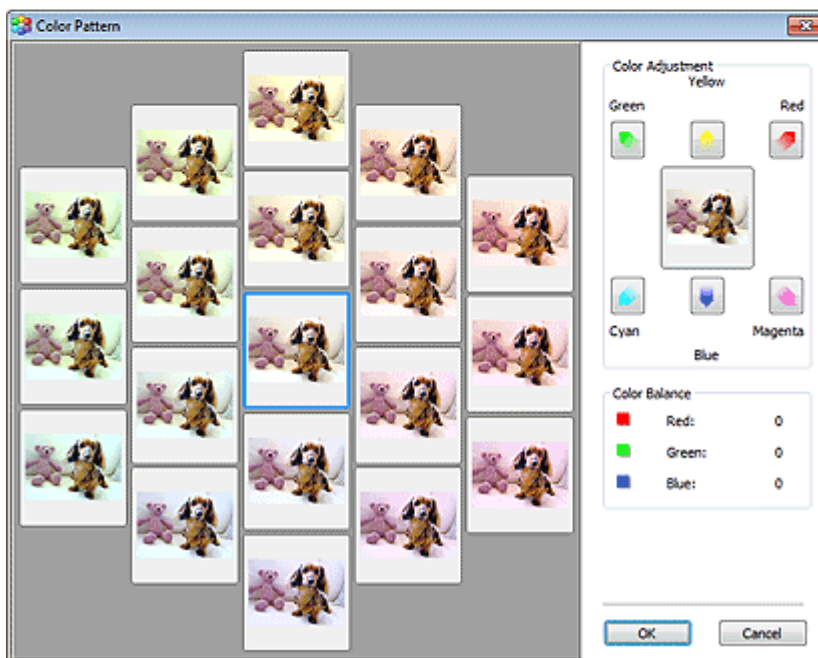 Color Pattern
Color Adjustment
Yellow
Green
Red
Cyan
Magenta
Blue
Color Balance
Red: 0
Green: 0
Blue: 0
OK
Cancel